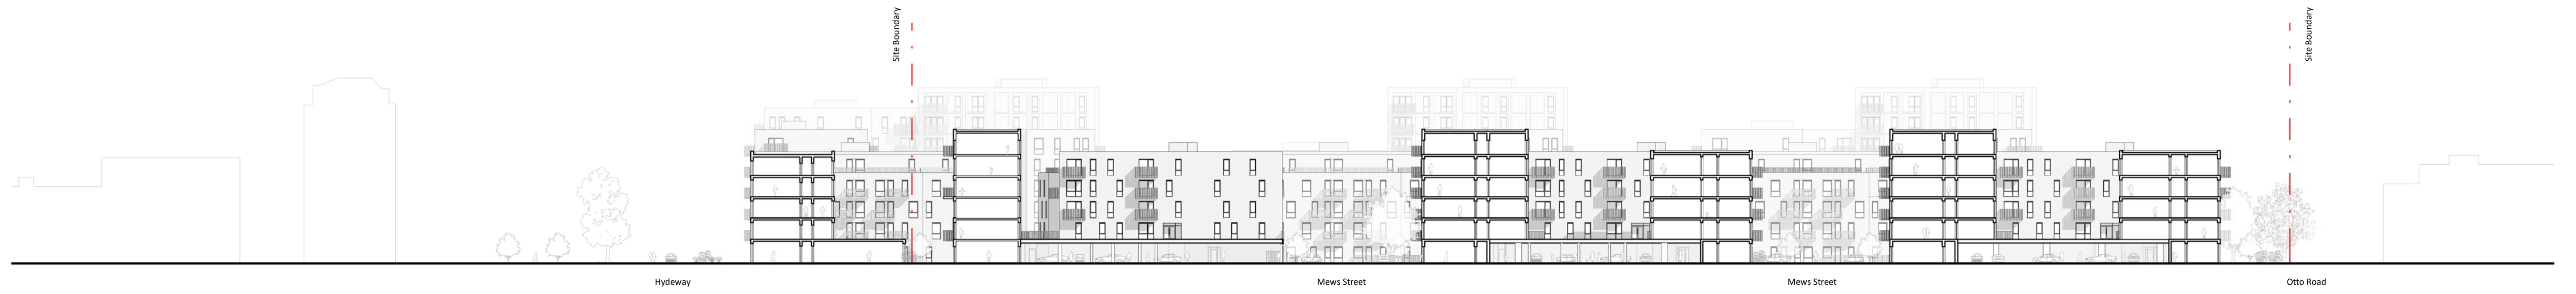 Site Boundary
Site Boundary
Hydeway
Mews Street
Mews Street
Otto Road